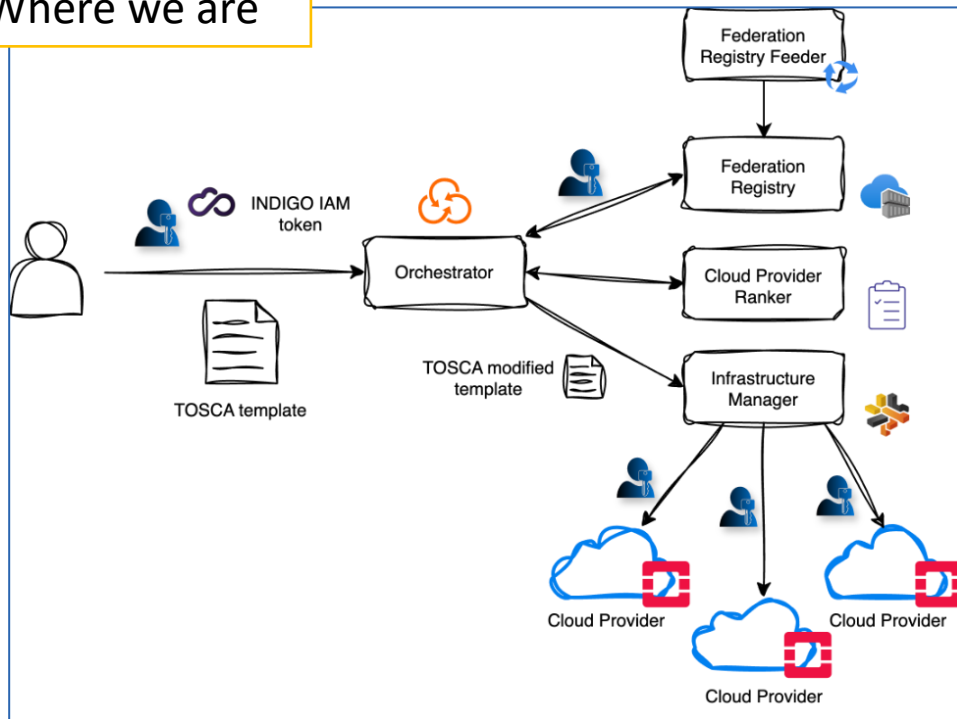 Where we are
Federation
Registry Feeder
Federation
Registry
INDIGO IAM
token
Orchestrator
Cloud Provider
Ranker
TOSCA modified
template
Infrastructure
Manager
TOSCA template
Cloud Provider
Cloud Provider
Cloud Provider